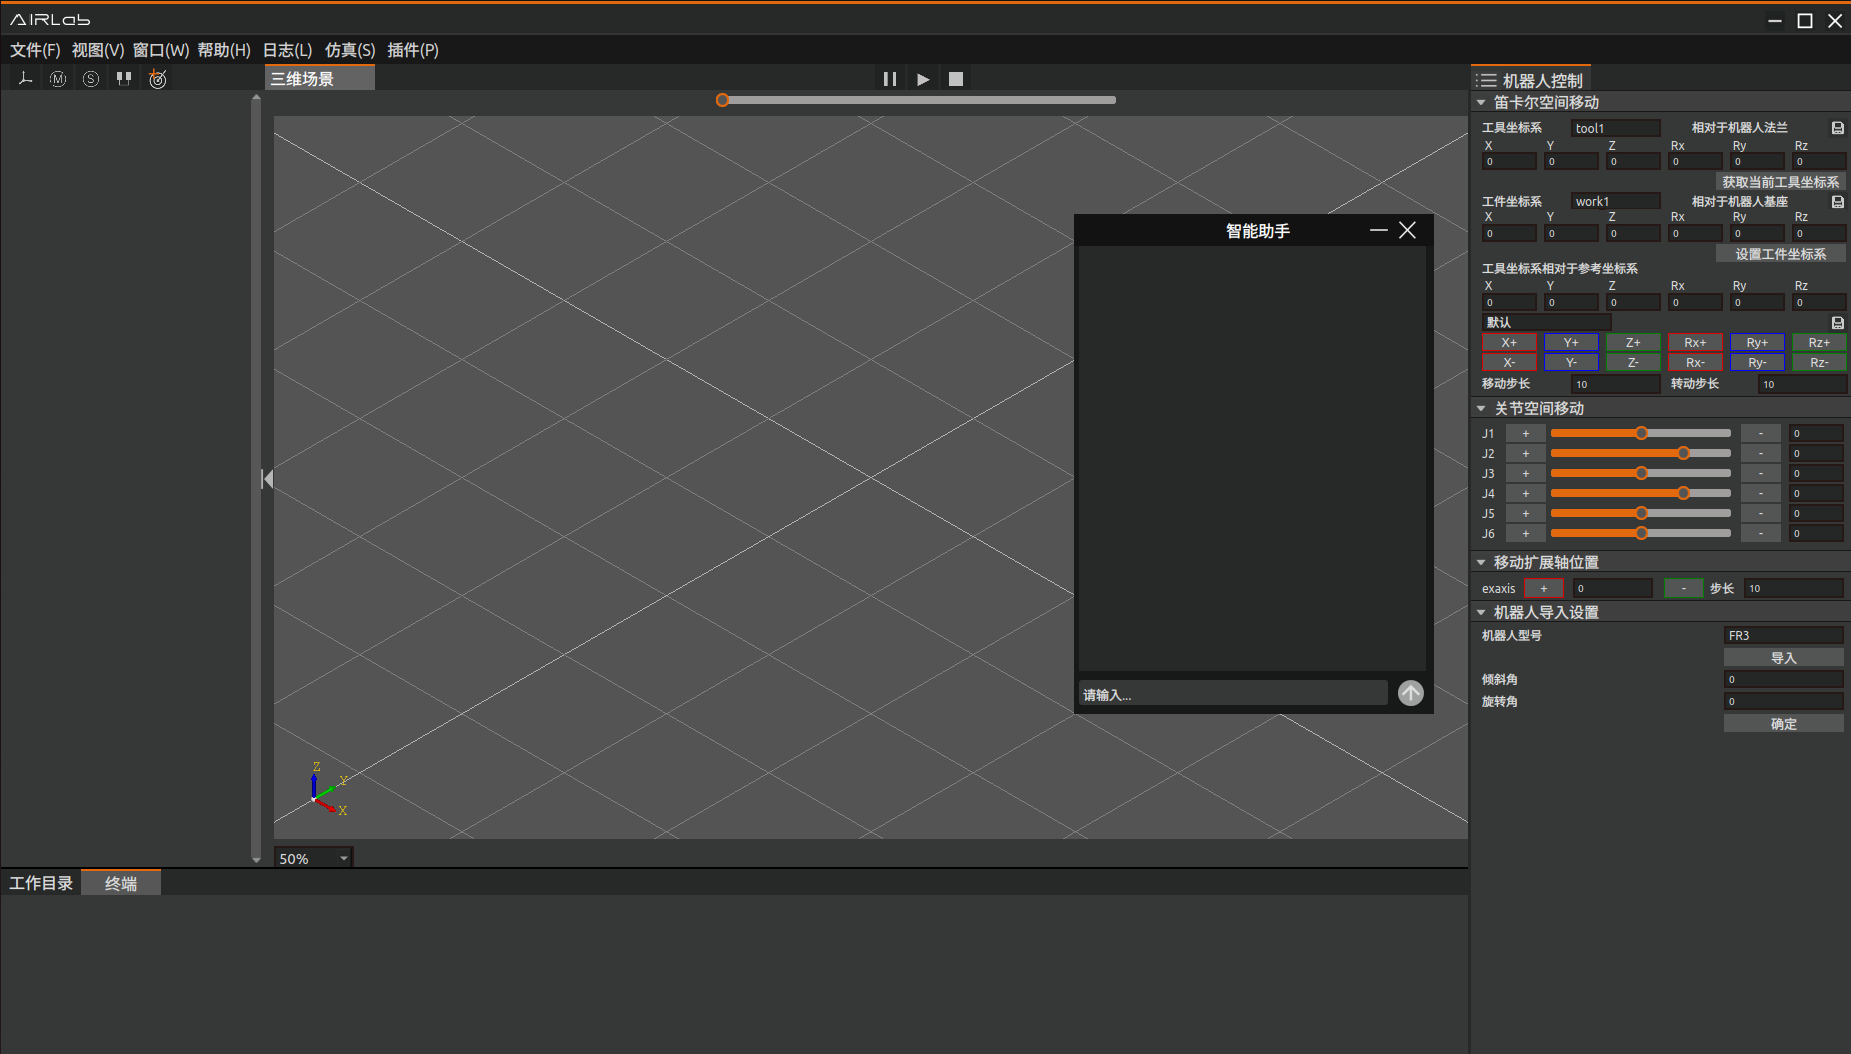 AIRLab
文件(F) 视图(V) 窗口(W) 帮助(H) 日志(L) 仿真(S) 插件(P)
M S
三维场景
智能助手
请输入...
Z
Y
X
50%
工作目录 终端
机器人控制
笛卡尔空间移动
工具坐标系 tool1 相对于机器人法兰
X Y Z Rx Ry Rz
0 0 0 0 0 0
获取当前工具坐标系
工件坐标系 work1 相对于机器人基座
X Y Z Rx Ry Rz
0 0 0 0 0 0
设置工件坐标系
工具坐标系相对于参考坐标系
X Y Z Rx Ry Rz
0 0 0 0 0 0
默认
X+ Y+ Z+ Rx+ Ry+ Rz+
X- Y- Z- Rx- Ry- Rz-
移动步长 10 转动步长 10
关节空间移动
J1 + - 0
J2 + - 0
J3 + - 0
J4 + - 0
J5 + - 0
J6 + - 0
移动扩展轴位置
exaxis + 0 - 步长 10
机器人导入设置
机器人型号 FR3
导入
倾斜角 0
旋转角 0
确定